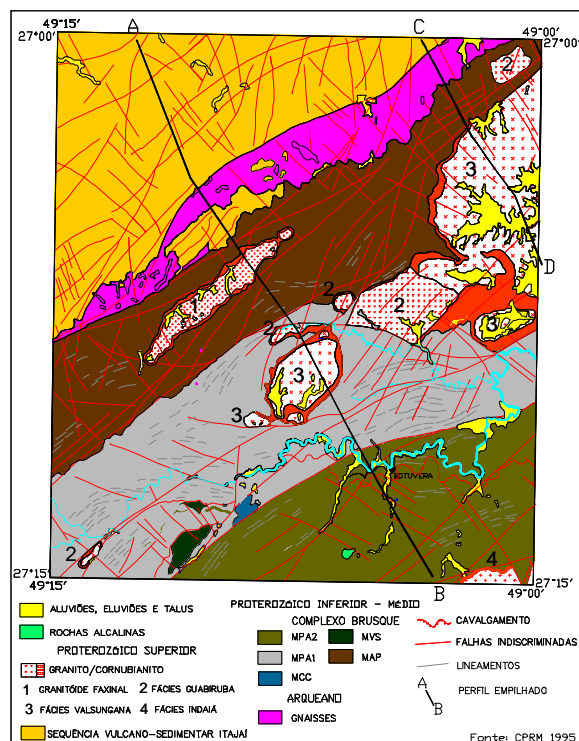 49°15' A C 49°00'
27°00' 27°00'
2
3
1
2
2
2
3
3
3
D
BOTUVERA
2
4
27°15' 27°15'
49°15' B 49°00'
ALUVIÕES, ELUVIÕES E TALUS
ROCHAS ALCALINAS
PROTEROZÓICO SUPERIOR
GRANITO/CORNUBIANITO
1 GRANITÓIDE FAXINAL 2 FÁCIES GUABIRUBA
3 FÁCIES VALSUNGANA 4 FÁCIES INDAIÁ
SEQUÊNCIA VULCANO-SEDIMENTAR ITAJAÍ
PROTEROZÓICO INFERIOR - MÉDIO
COMPLEXO BRUSQUE
MPA2 MVS
MPA1 MAP
MCC
ARQUEANO
GNAISSES
CAVALGAMENTO
FALHAS INDISCRIMINADAS
LINEAMENTOS
A
PERFIL EMPILHADO
B
Fonte: CPRM 1995